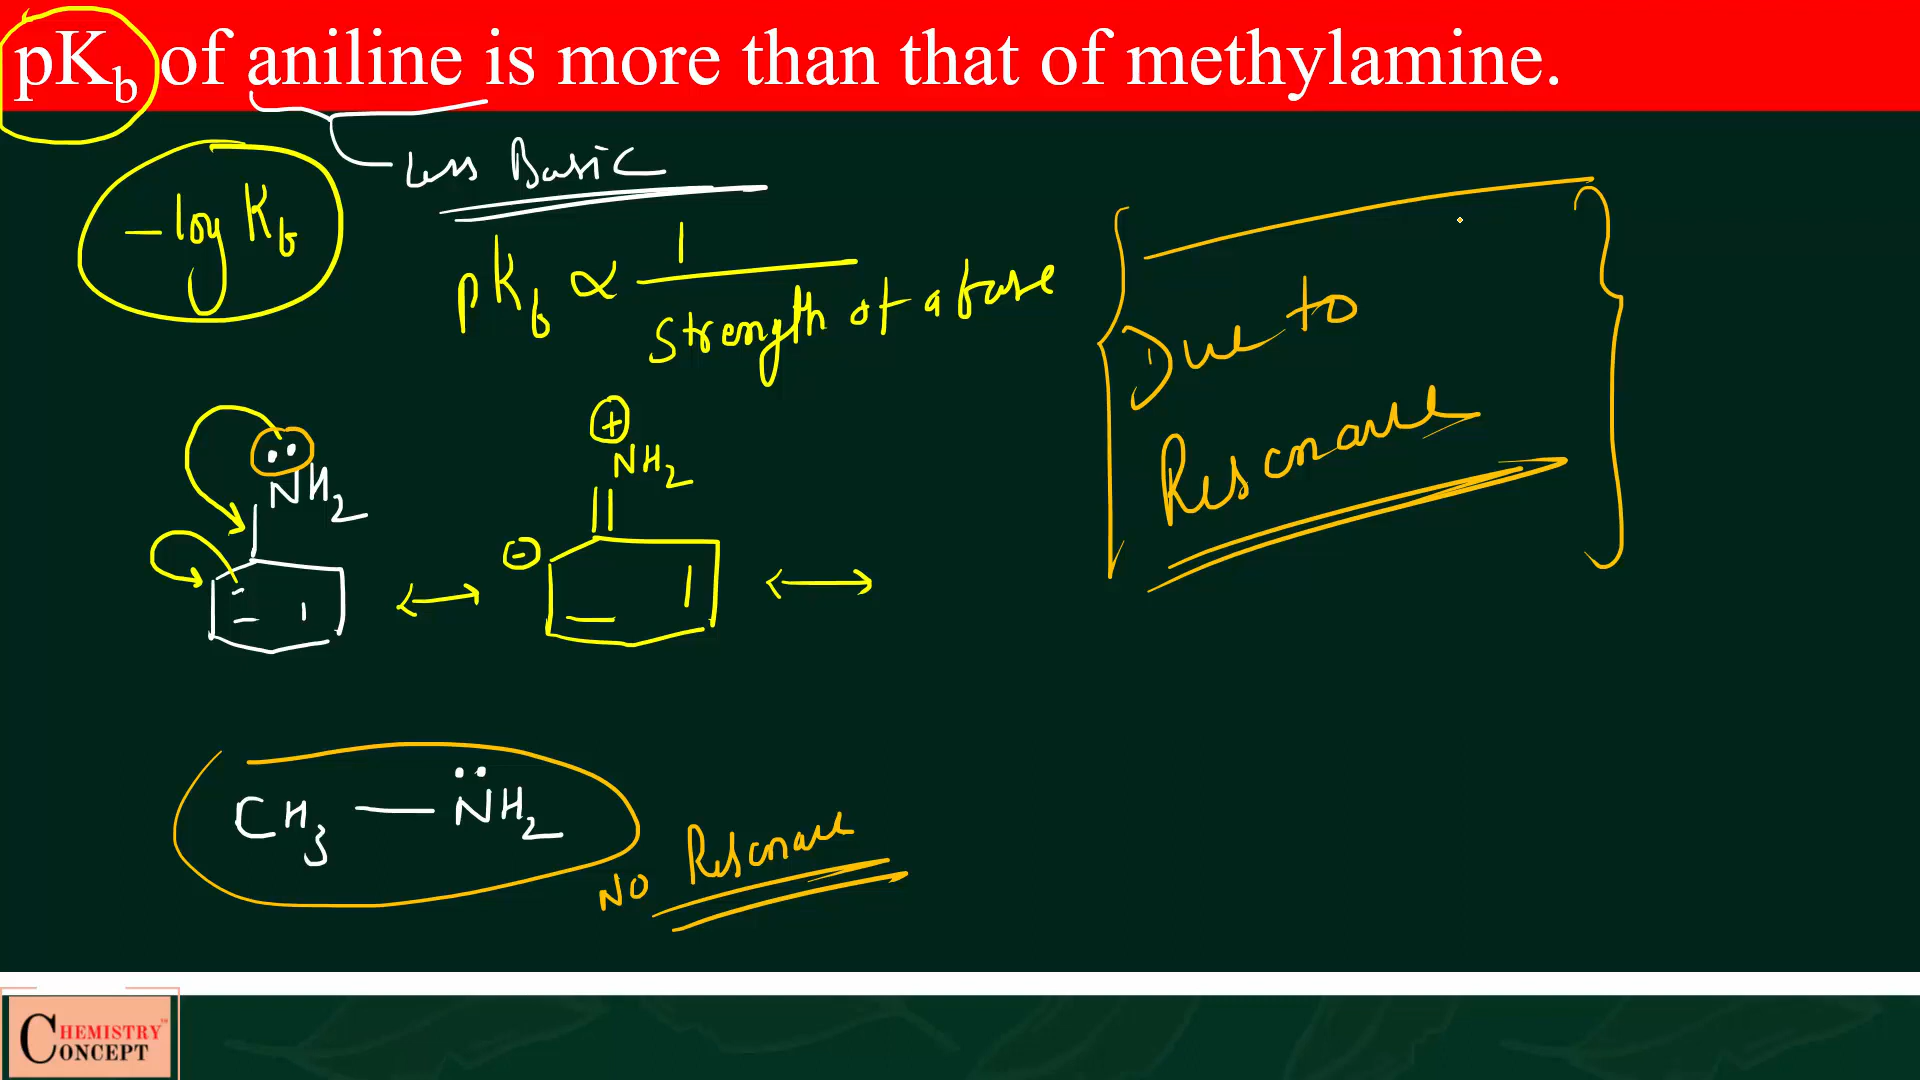 pKb of aniline is more than that of methylamine.
Less Basic
-log Kb
pKb ∝ 1
Strength of a base
Due to
Resonance
NH2
⊕
NH2
⊖
CH3 — NH2
NO Resonance
CHEMISTRY™
CONCEPT